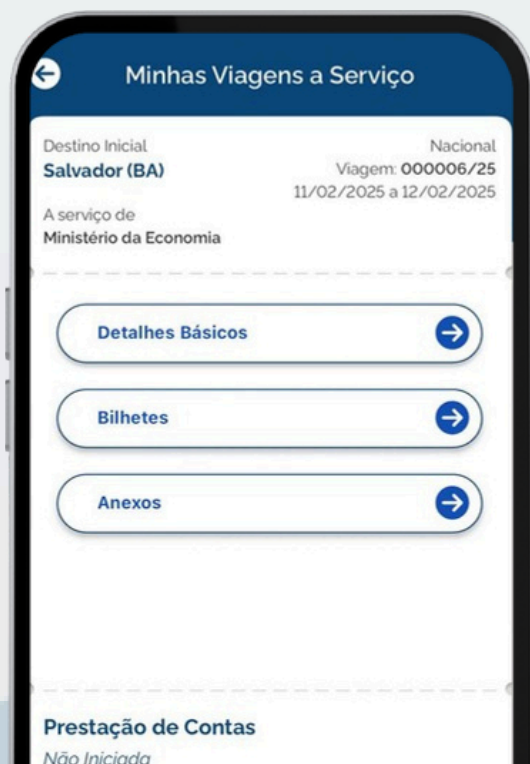 Minhas Viagens a Serviço
Destino Inicial
Nacional
Salvador (BA)
Viagem: 000006/25
11/02/2025 a 12/02/2025
A serviço de
Ministério da Economia
Detalhes Básicos
Bilhetes
Anexos
Prestação de Contas
Não Iniciada